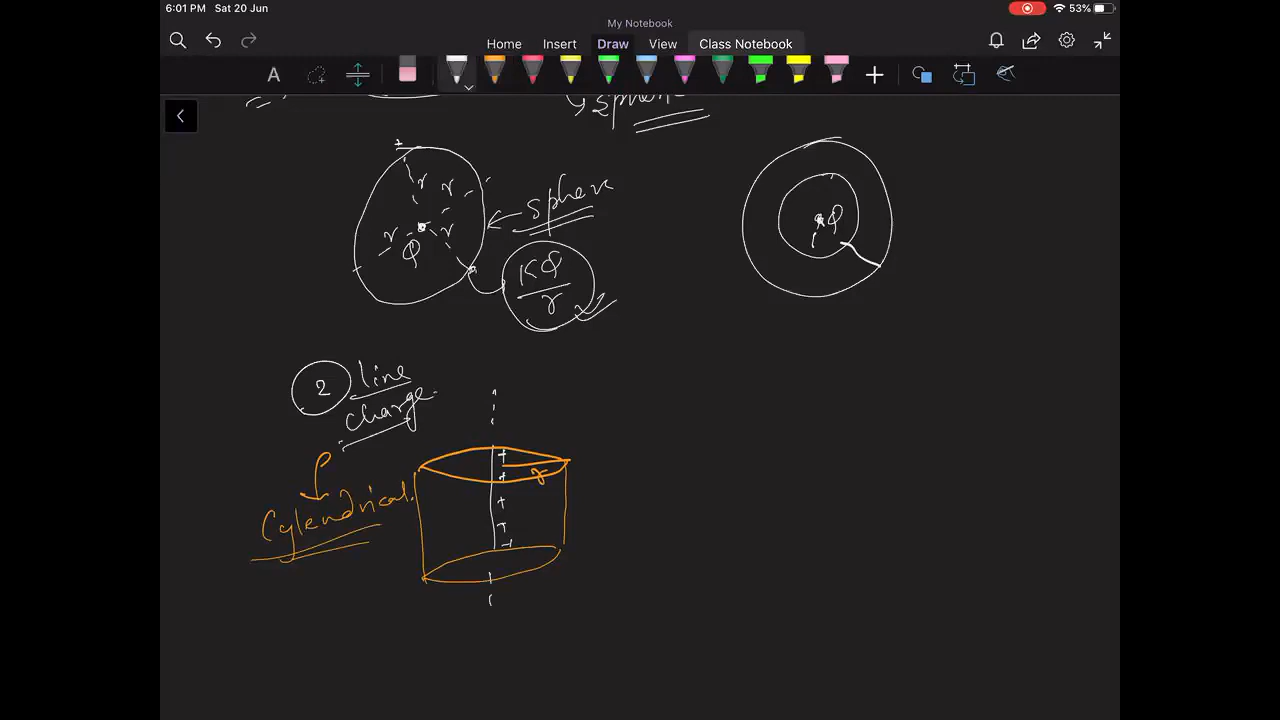 6:01 PM Sat 20 Jun
53%
My Notebook
Home Insert Draw View Class Notebook
A
Sphere
r r
sphere
r r
Q
KQ
r
Q
2 line
charge
+
+ r
+
+
Cylendrical